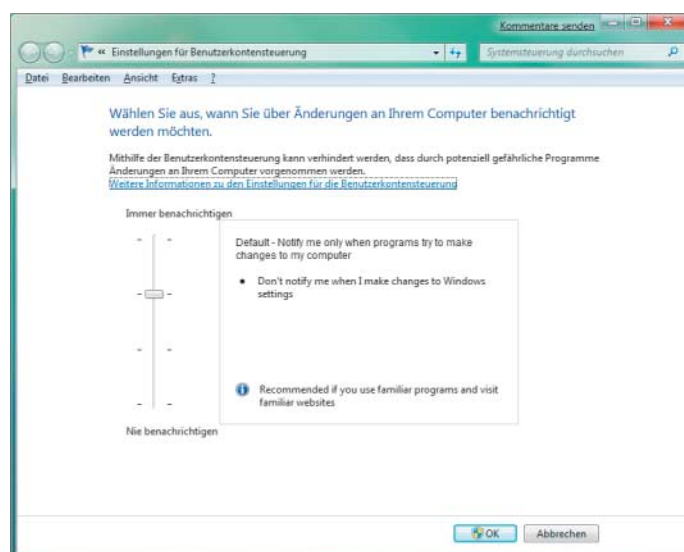 Kommentare senden
« Einstellungen für Benutzerkontensteuerung
Systemsteuerung durchsuchen
Datei Bearbeiten Ansicht Extras ?
Wählen Sie aus, wann Sie über Änderungen an Ihrem Computer benachrichtigt
werden möchten.
Mithilfe der Benutzerkontensteuerung kann verhindert werden, dass durch potenziell gefährliche Programme
Änderungen an Ihrem Computer vorgenommen werden.
Weitere Informationen zu den Einstellungen für die Benutzerkontensteuerung
Immer benachrichtigen
Default - Notify me only when programs try to make
changes to my computer
• Don't notify me when I make changes to Windows
settings
Recommended if you use familiar programs and visit
familiar websites
Nie benachrichtigen
OK Abbrechen